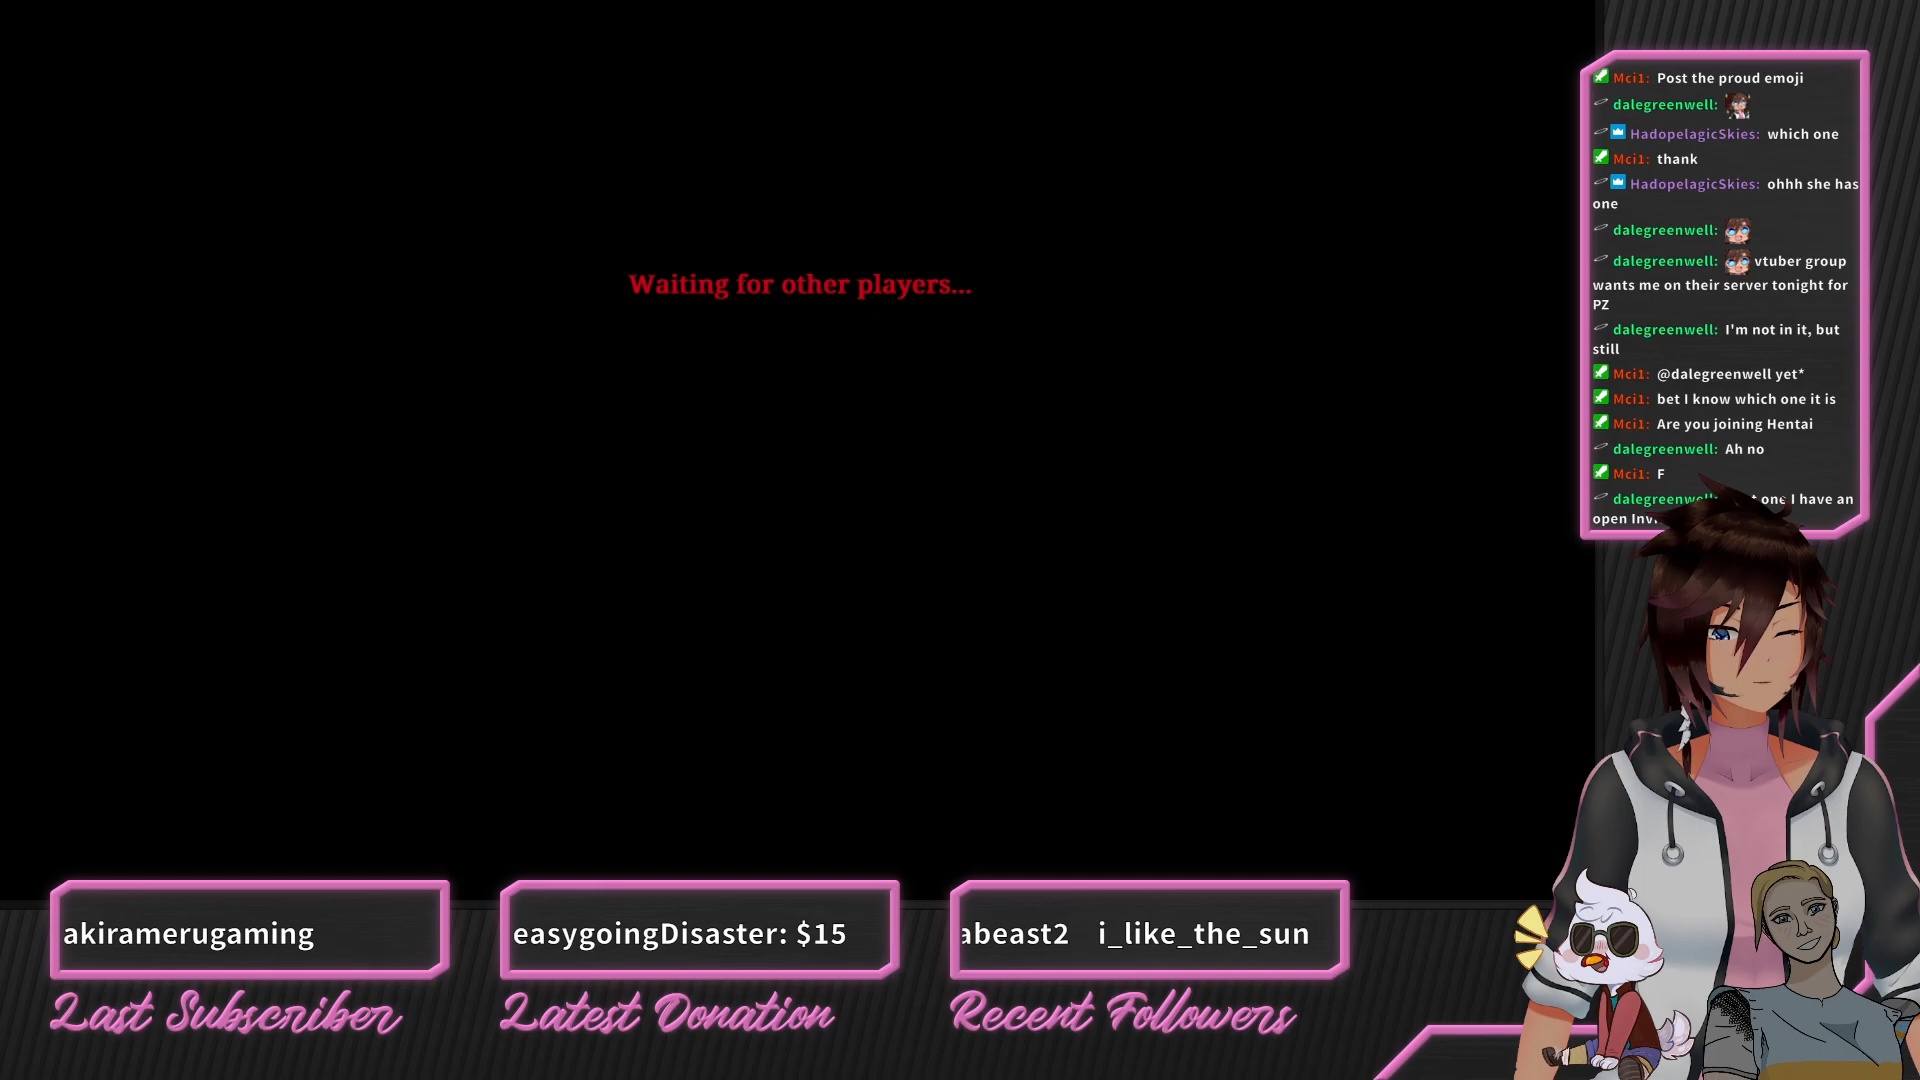 Waiting for other players...
Mci1: Post the proud emoji
dalegreenwell:
HadopelagicSkies: which one
Mci1: thank
HadopelagicSkies: ohhh she has
one
dalegreenwell:
dalegreenwell: vtuber group
wants me on their server tonight for
PZ
dalegreenwell: I'm not in it, but
still
Mci1: @dalegreenwell yet*
Mci1: bet I know which one it is
Mci1: Are you joining Hentai
dalegreenwell: Ah no
Mci1: F
dalegreenwell: one I have an
open
akiramerugaming
easygoingDisaster: $15
abeast2 i_like_the_sun
Last Subscriber
Latest Donation
Recent Followers